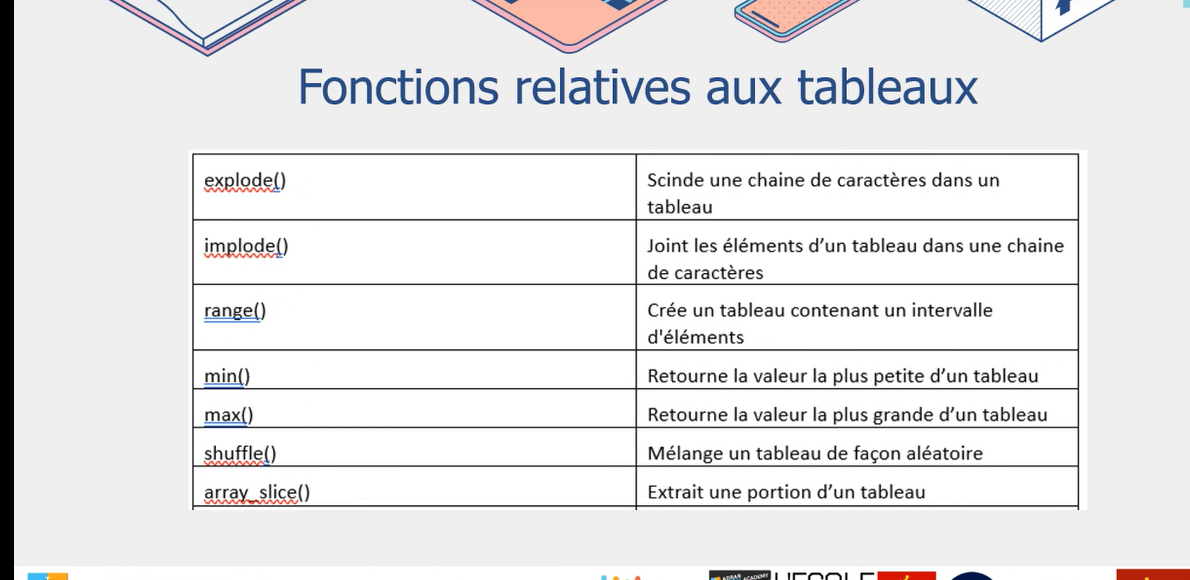 Fonctions relatives aux tableaux
explode()
Scinde une chaine de caractères dans un
tableau
implode()
Joint les éléments d’un tableau dans une chaine
de caractères
range()
Crée un tableau contenant un intervalle
d'éléments
min()
Retourne la valeur la plus petite d’un tableau
max()
Retourne la valeur la plus grande d’un tableau
shuffle()
Mélange un tableau de façon aléatoire
array_slice()
Extrait une portion d’un tableau